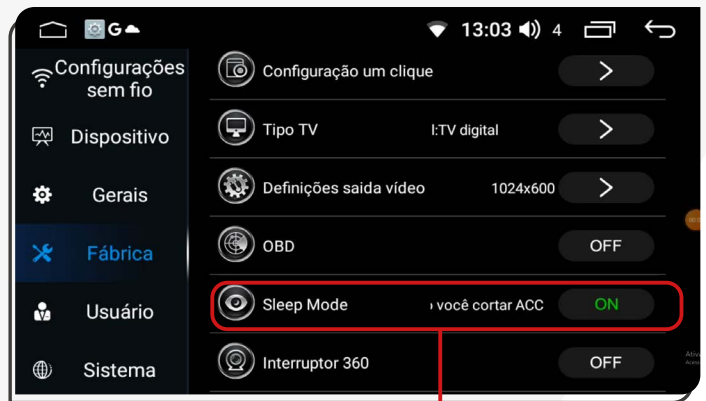 G
13:03
4
Configurações
sem fio
Dispositivo
Gerais
Fábrica
Usuário
Sistema
Configuração um clique
Tipo TV
l:TV digital
Definições saida vídeo
1024x600
OBD
OFF
Sleep Mode
você cortar ACC
ON
Interruptor 360
OFF